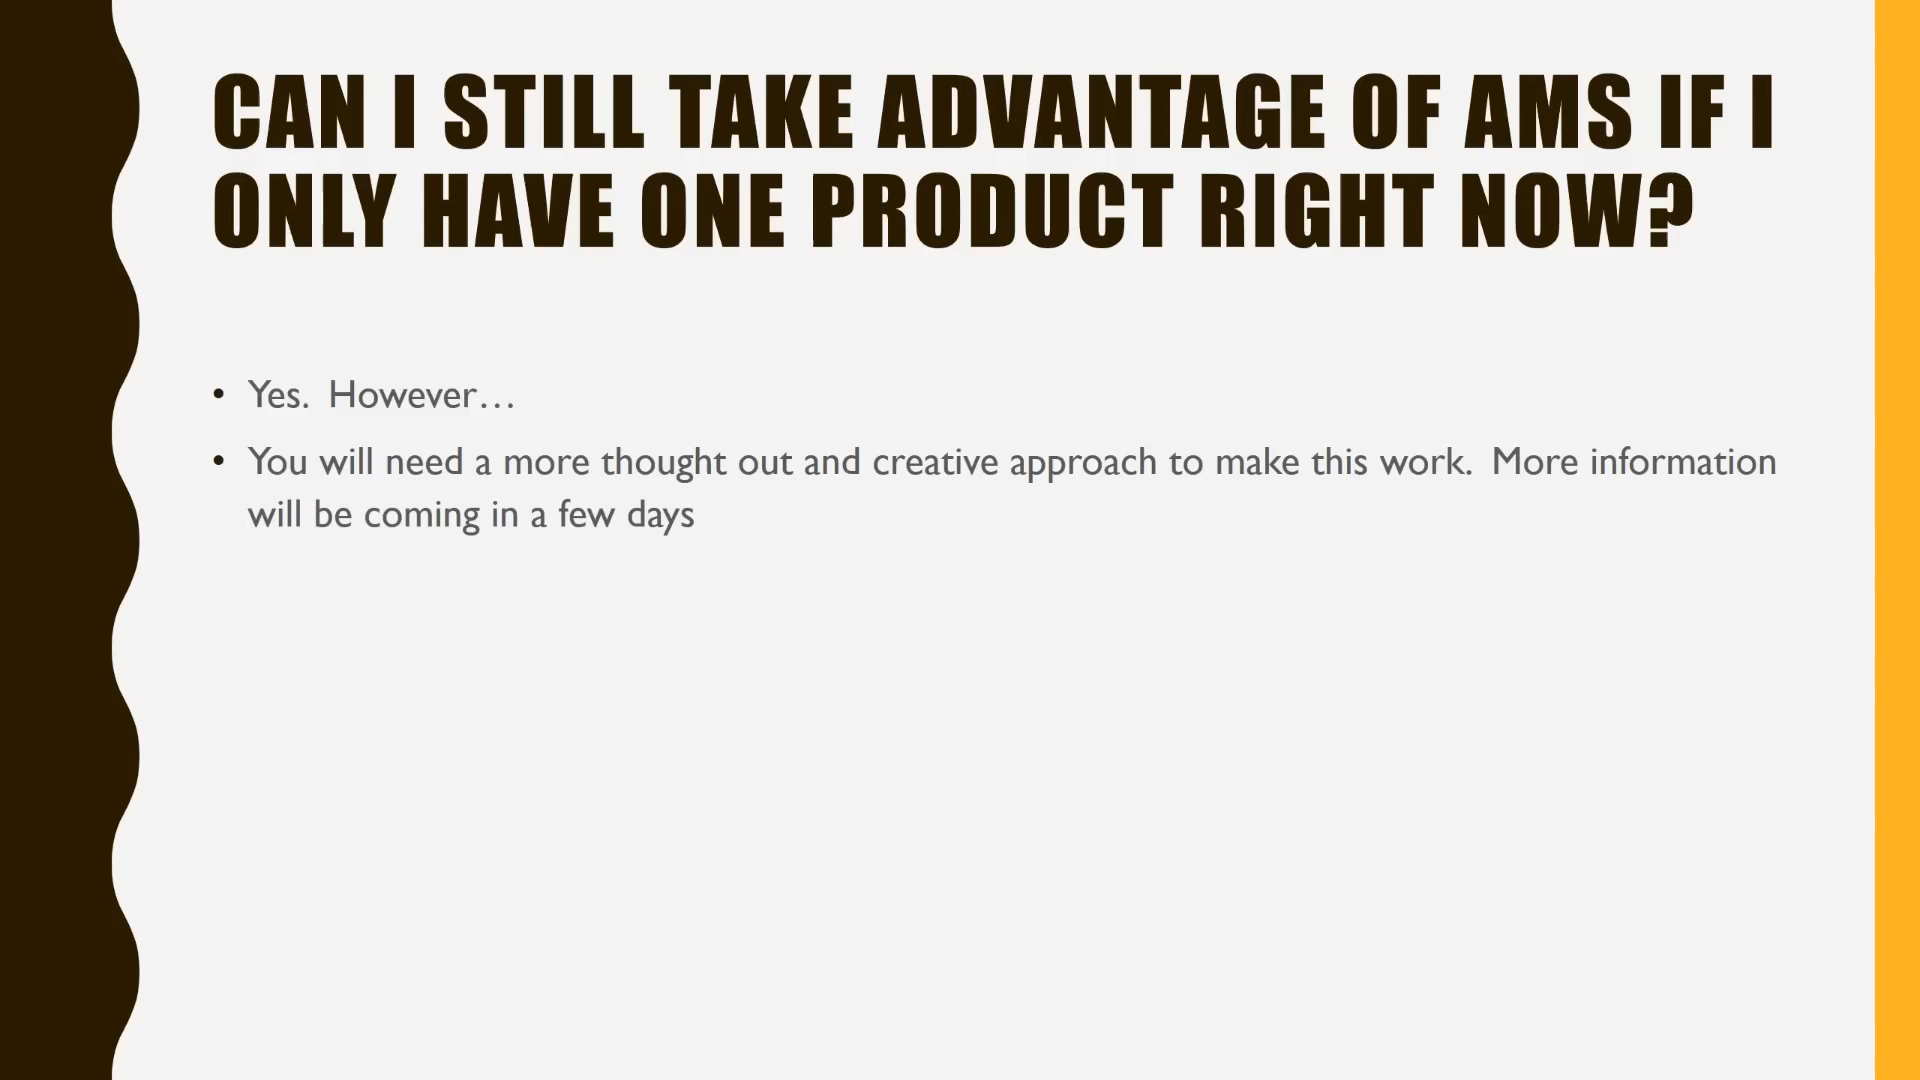 CAN I STILL TAKE ADVANTAGE OF AMS IF I
ONLY HAVE ONE PRODUCT RIGHT NOW?
• Yes.  However…
• You will need a more thought out and creative approach to make this work.  More information
will be coming in a few days